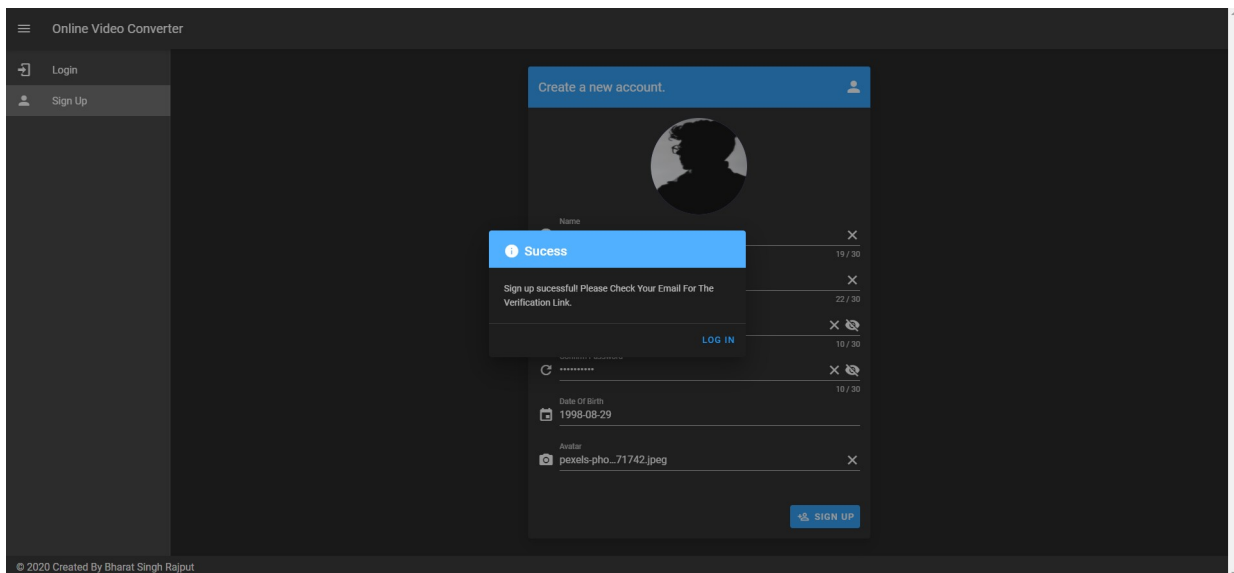 Online Video Converter
Login
Sign Up
Create a new account.
Name
19 / 30
Sucess
Sign up sucessful! Please Check Your Email For The
Verification Link.
LOG IN
22 / 30
10 / 30
••••••••••
10 / 30
Date Of Birth
1998-08-29
Avatar
pexels-pho...71742.jpeg
SIGN UP
© 2020 Created By Bharat Singh Rajput